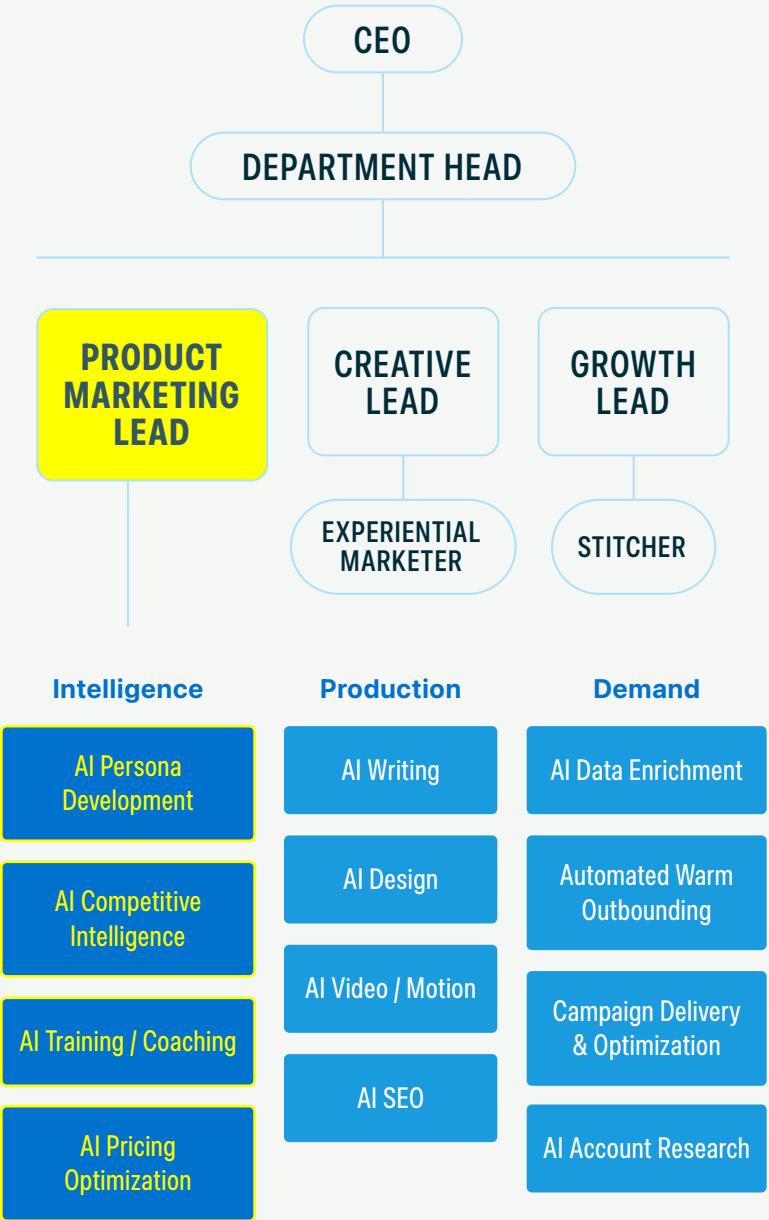 CEO
DEPARTMENT HEAD
PRODUCT
MARKETING
LEAD
CREATIVE
LEAD
GROWTH
LEAD
EXPERIENTIAL
MARKETER
STITCHER
Intelligence
AI Persona
Development
AI Competitive
Intelligence
AI Training / Coaching
AI Pricing
Optimization
Production
AI Writing
AI Design
AI Video / Motion
AI SEO
Demand
AI Data Enrichment
Automated Warm
Outbounding
Campaign Delivery
& Optimization
AI Account Research